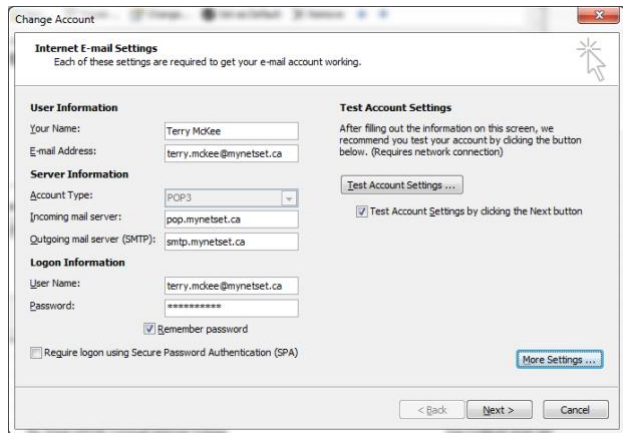 Change Account
Internet E-mail Settings
Each of these settings are required to get your e-mail account working.
User Information
Your Name:
Terry McKee
E-mail Address:
terry.mckee@mynetset.ca
Server Information
Account Type:
POP3
Incoming mail server:
pop.mynetset.ca
Outgoing mail server (SMTP):
smtp.mynetset.ca
Logon Information
User Name:
terry.mckee@mynetset.ca
Password:
**********
Remember password
Require logon using Secure Password Authentication (SPA)
Test Account Settings
After filling out the information on this screen, we
recommend you test your account by clicking the button
below. (Requires network connection)
Test Account Settings ...
Test Account Settings by clicking the Next button
More Settings ...
< Back
Next >
Cancel